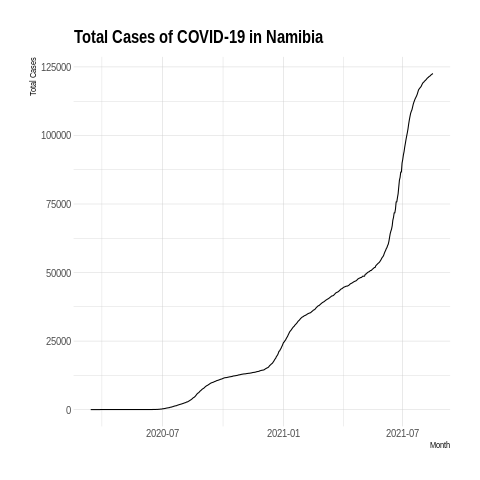 Total Cases of COVID-19 in Namibia
Total Cases
125000
100000
75000
50000
25000
0
2020-07 2021-01 2021-07
Month